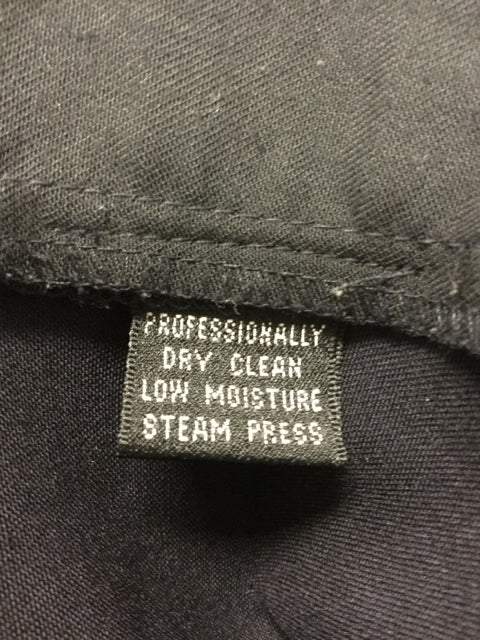 PROFESSIONALLY
DRY CLEAN
LOW MOISTURE
STEAM PRESS